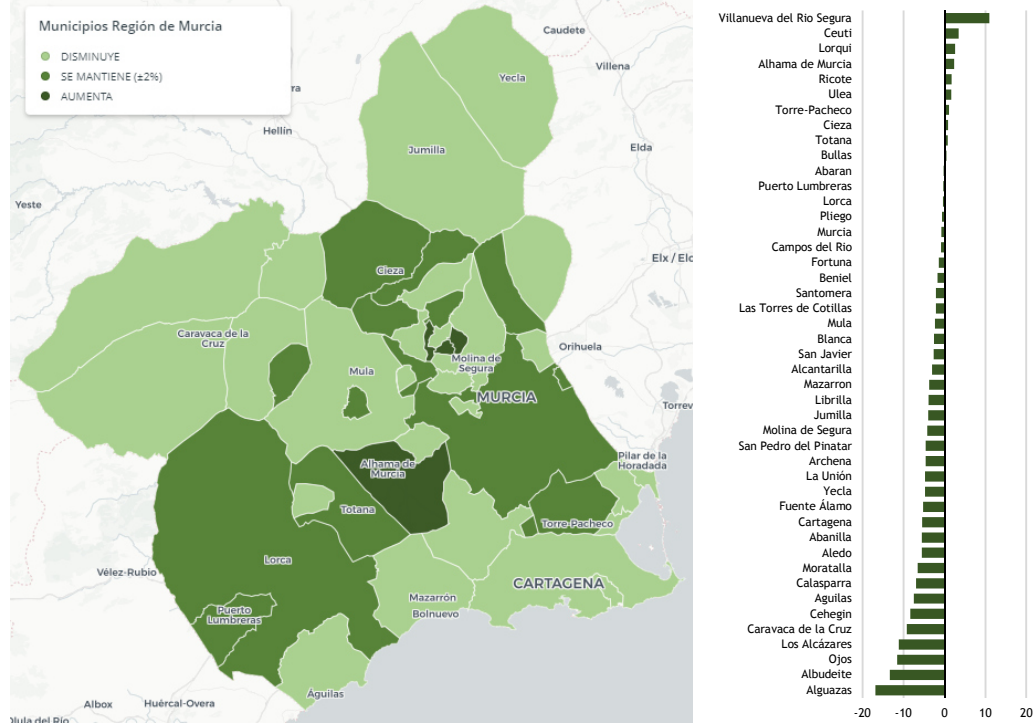 Municipios Región de Murcia
DISMINUYE
SE MANTIENE (±2%)
AUMENTA
ra
Caudete
Villena
Yecla
Hellín
Jumilla
Elda
Yeste
Elx / Elc
Cieza
Caravaca de la
Cruz
Orihuela
Molina de
Segura
Mula
MURCIA
Torrev
Pilar de la
Horadada
Alhama de
Murcia
Totana
Torre-Pacheco
Lorca
Vélez-Rubio
CARTAGENA
Mazarrón
Bolnuevo
Puerto
Lumbreras
Águilas
Albox
Huércal-Overa
Olula del Río
Villanueva del Rio Segura
Ceuti
Lorqui
Alhama de Murcia
Ricote
Ulea
Torre-Pacheco
Cieza
Totana
Bullas
Abaran
Puerto Lumbreras
Lorca
Pliego
Murcia
Campos del Rio
Fortuna
Beniel
Santomera
Las Torres de Cotillas
Mula
Blanca
San Javier
Alcantarilla
Mazarron
Librilla
Jumilla
Molina de Segura
San Pedro del Pinatar
Archena
La Unión
Yecla
Fuente Álamo
Cartagena
Abanilla
Aledo
Moratalla
Calasparra
Aguilas
Cehegin
Caravaca de la Cruz
Los Alcázares
Ojos
Albudeite
Alguazas
-20 -10 0 10 20